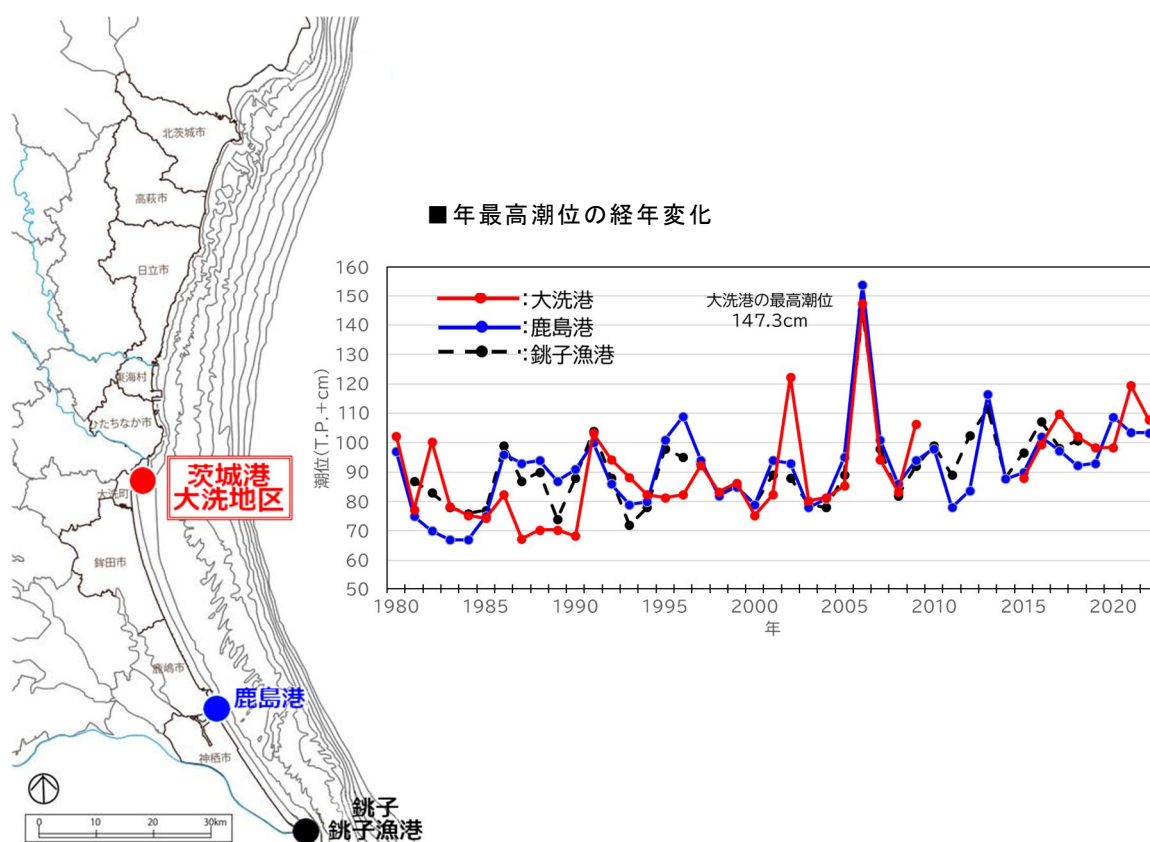 北茨城市
高萩市
日立市
東海村
ひたちなか市
茨城港
大洗地区
大洗町
鉾田市
鹿嶋市
鹿島港
神栖市
銚子
銚子漁港
0 10 20 30km
■年最高潮位の経年変化
:大洗港
:鹿島港
:銚子漁港
大洗港の最高潮位
147.3cm
潮位(T.P.+cm)
160
150
140
130
120
110
100
90
80
70
60
50
1980 1985 1990 1995 2000 2005 2010 2015 2020
年